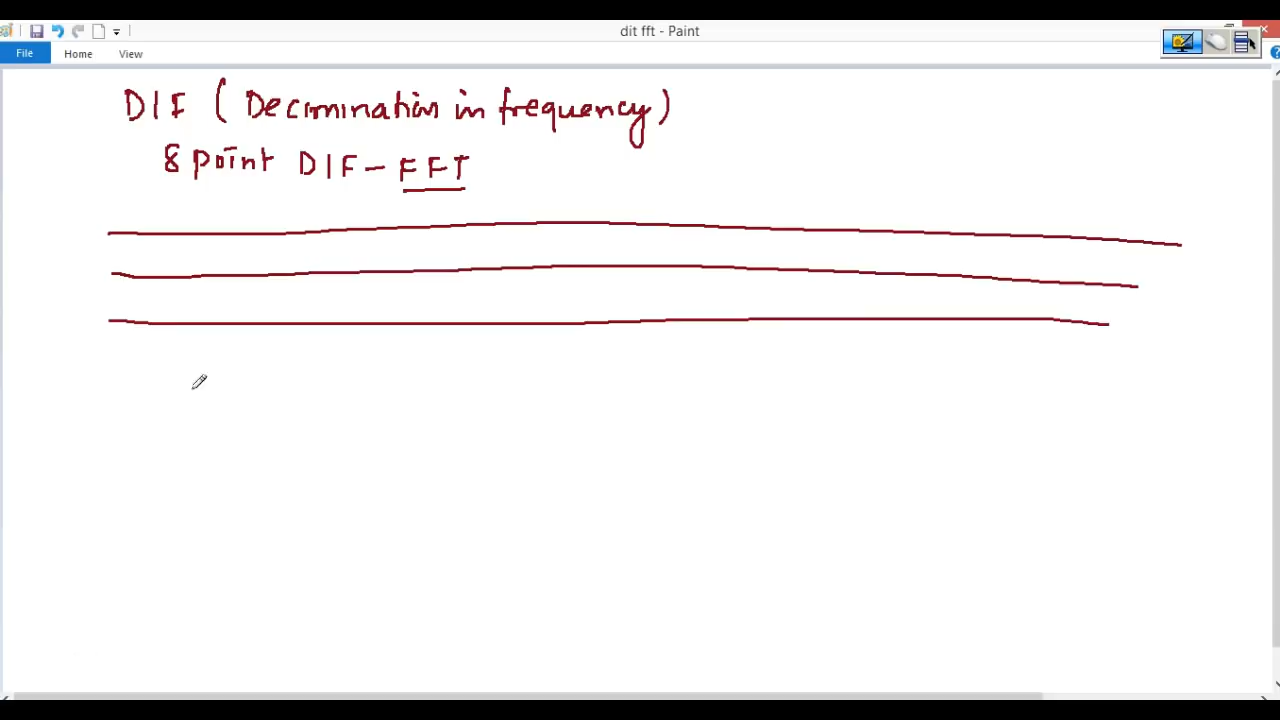 dit fft - Paint
File Home View
DIF (Decimination in frequency)
8 point DIF - FFT